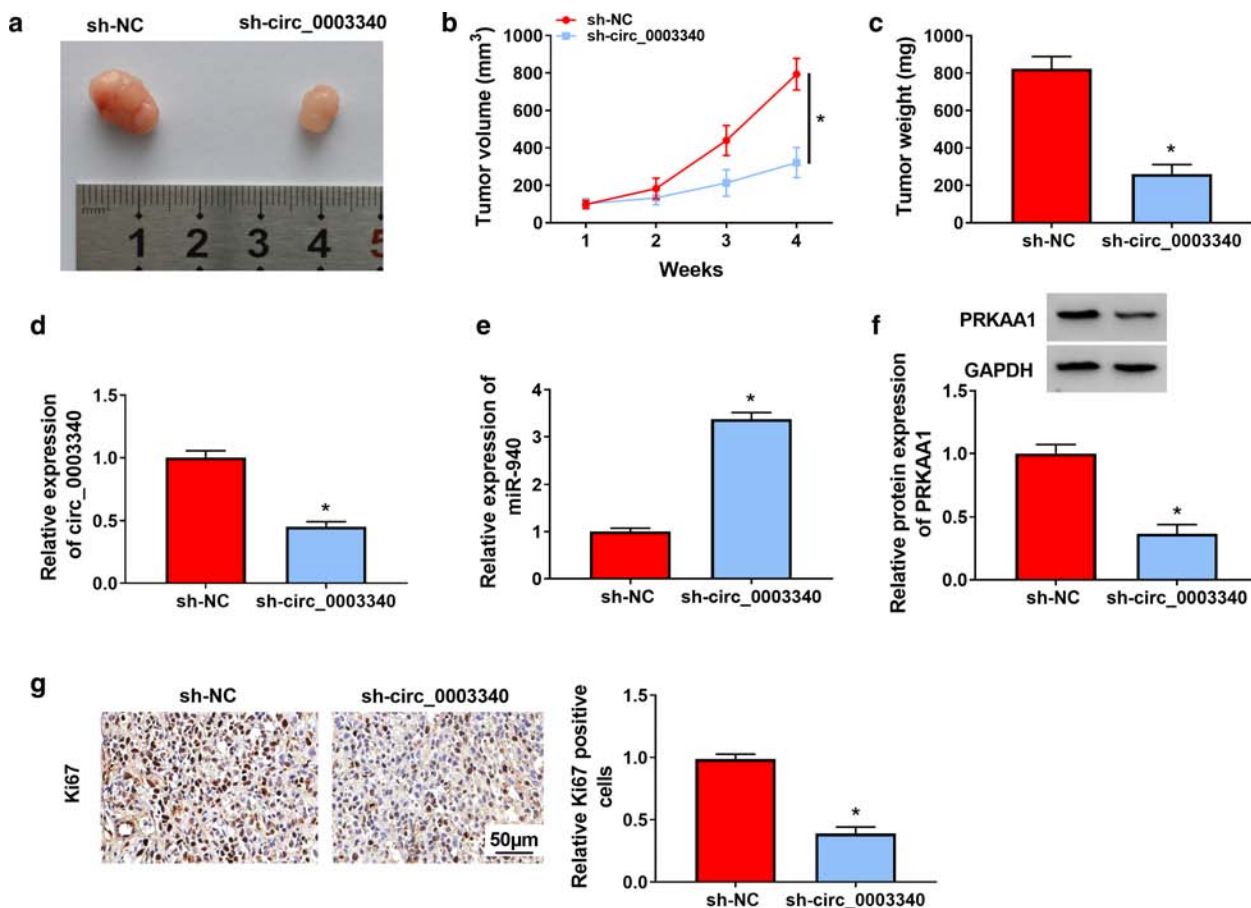 a
sh-NC
sh-circ_0003340
mm
1 2 3 4 5
b
sh-NC
sh-circ_0003340
Tumor volume (mm3)
1000
800
600
400
200
0
*
1 2 3 4
Weeks
c
Tumor weight (mg)
1000
800
600
400
200
0
*
sh-NC
sh-circ_0003340
d
Relative expression
of circ_0003340
1.5
1.0
0.5
0.0
*
sh-NC
sh-circ_0003340
e
Relative expression of
miR-940
4
3
2
1
0
*
sh-NC
sh-circ_0003340
f
PRKAA1
GAPDH
Relative protein expression
of PRKAA1
1.5
1.0
0.5
0.0
*
sh-NC
sh-circ_0003340
g
sh-NC
sh-circ_0003340
Ki67
50μm
Relative Ki67 positive
cells
1.5
1.0
0.5
0.0
*
sh-NC
sh-circ_0003340